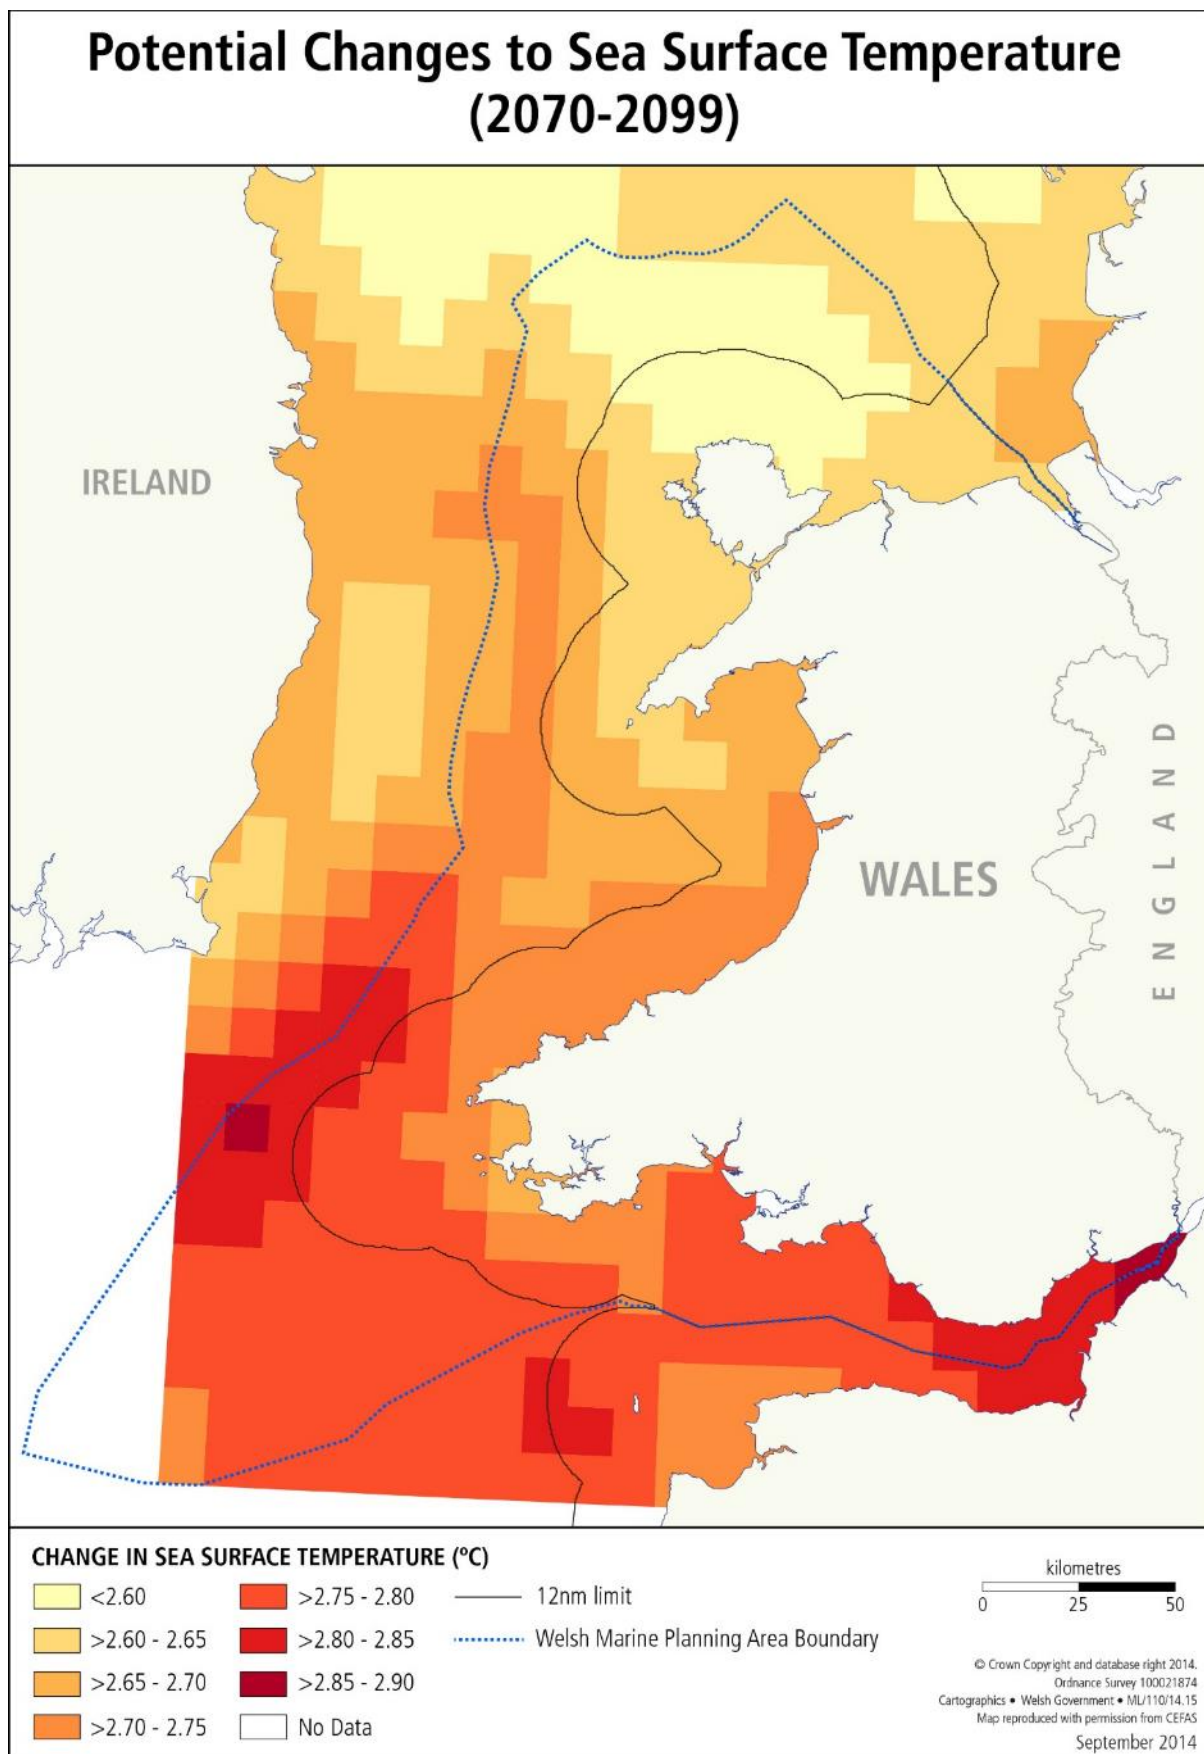 Potential Changes to Sea Surface Temperature
(2070-2099)
IRELAND
WALES
ENGLAND
CHANGE IN SEA SURFACE TEMPERATURE (ºC)
<2.60
>2.60 - 2.65
>2.65 - 2.70
>2.70 - 2.75
>2.75 - 2.80
>2.80 - 2.85
>2.85 - 2.90
No Data
12nm limit
Welsh Marine Planning Area Boundary
kilometres
0 25 50
© Crown Copyright and database right 2014.
Ordnance Survey 100021874
Cartographics • Welsh Government • ML/110/14.15
Map reproduced with permission from CEFAS
September 2014